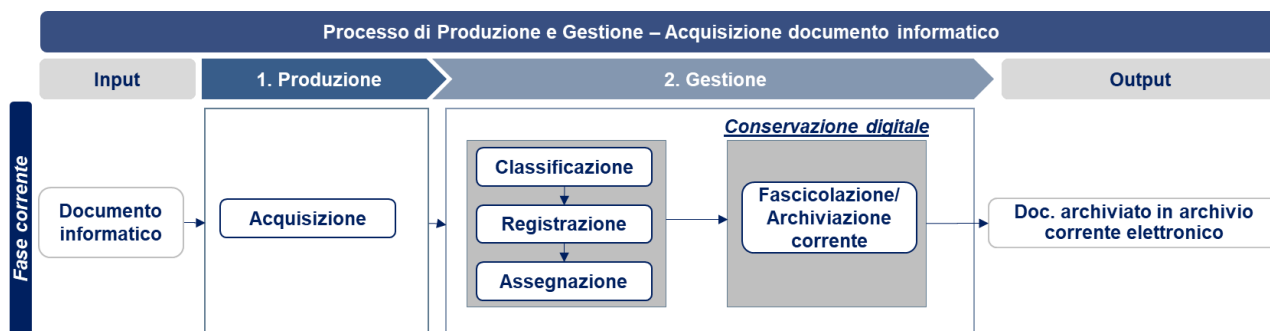 Processo di Produzione e Gestione – Acquisizione documento informatico
Input
1. Produzione
2. Gestione
Output
Fase corrente
Documento
informatico
Acquisizione
Classificazione
Registrazione
Assegnazione
Conservazione digitale
Fascicolazione/
Archiviazione
corrente
Doc. archiviato in archivio
corrente elettronico